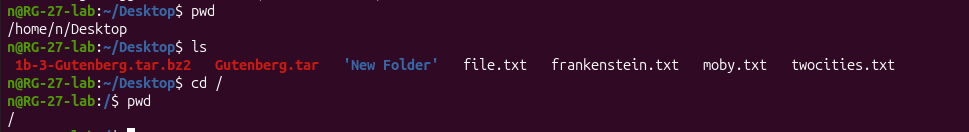 n@RG-27-lab:~/Desktop$ pwd
/home/n/Desktop
n@RG-27-lab:~/Desktop$ ls
1b-3-Gutenberg.tar.bz2 Gutenberg.tar 'New Folder' file.txt frankenstein.txt moby.txt twocities.txt
n@RG-27-lab:~/Desktop$ cd /
n@RG-27-lab:/$ pwd
/